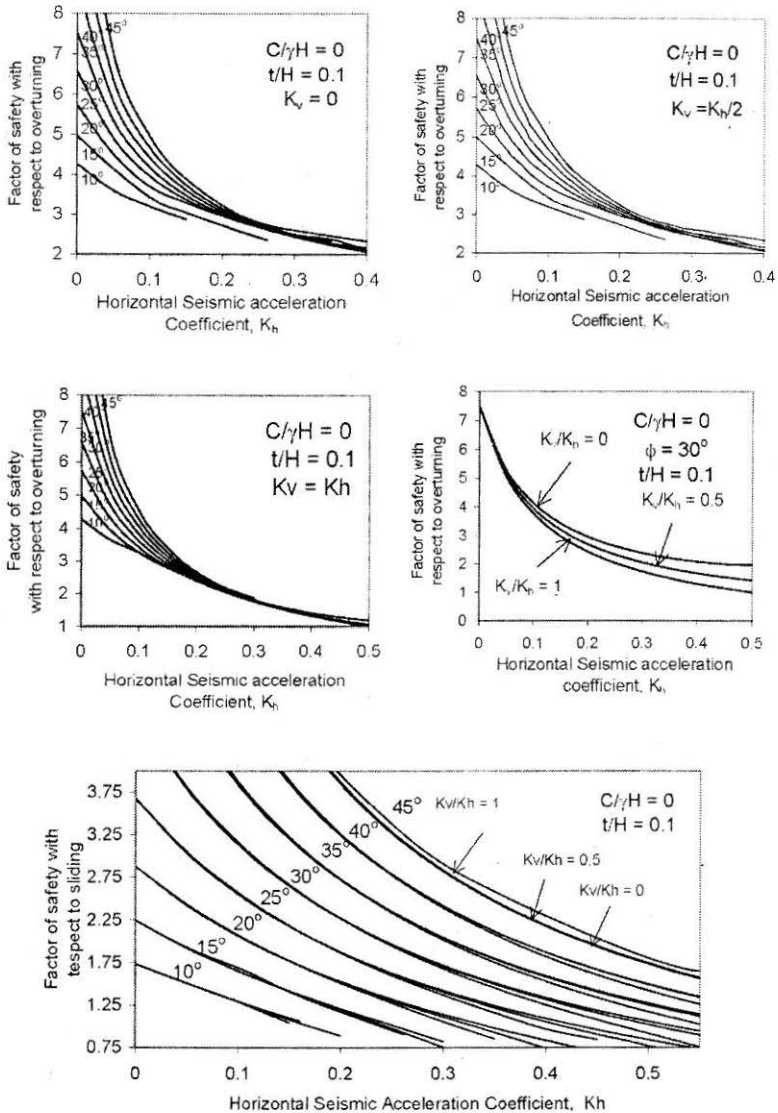 8
7
6
5
4
3
2
Factor of safety with
respect to overturning
40° 45°
35°
30°
25°
20°
15°
10°
C/γH = 0
t/H = 0.1
Kv = 0
0 0.1 0.2 0.3 0.4
Horizontal Seismic acceleration
Coefficient, Kh
8
7
6
5
4
3
2
Factor of safety with
respect to overturning
40° 45°
35°
30°
25°
20°
15°
10°
C/γH = 0
t/H = 0.1
Kv = Kh/2
0 0.1 0.2 0.3 0.4
Horizontal Seismic acceleration
Coefficient, Kh
8
7
6
5
4
3
2
1
Factor of safety
with respect to overturning
40 45°
35
30
25
20
15
10°
C/γH = 0
t/H = 0.1
Kv = Kh
0 0.1 0.2 0.3 0.4 0.5
Horizontal Seismic acceleration
Coefficient, Kh
8
7
6
5
4
3
2
1
0
Factor of safety with
respect to overturning
C/γH = 0
Kv/Kh = 0
ϕ = 30°
t/H = 0.1
Kv/Kh = 0.5
Kv/Kh = 1
0 0.1 0.2 0.3 0.4 0.5
Horizontal Seismic acceleration
coefficient, Kh
3.75
3.25
2.75
2.25
1.75
1.25
0.75
Factor of safety with
tespect to sliding
45°
40°
35°
30°
25°
20°
15°
10°
Kv/Kh = 1
Kv/Kh = 0.5
Kv/Kh = 0
C/γH = 0
t/H = 0.1
0 0.1 0.2 0.3 0.4 0.5
Horizontal Seismic Acceleration Coefficient, Kh